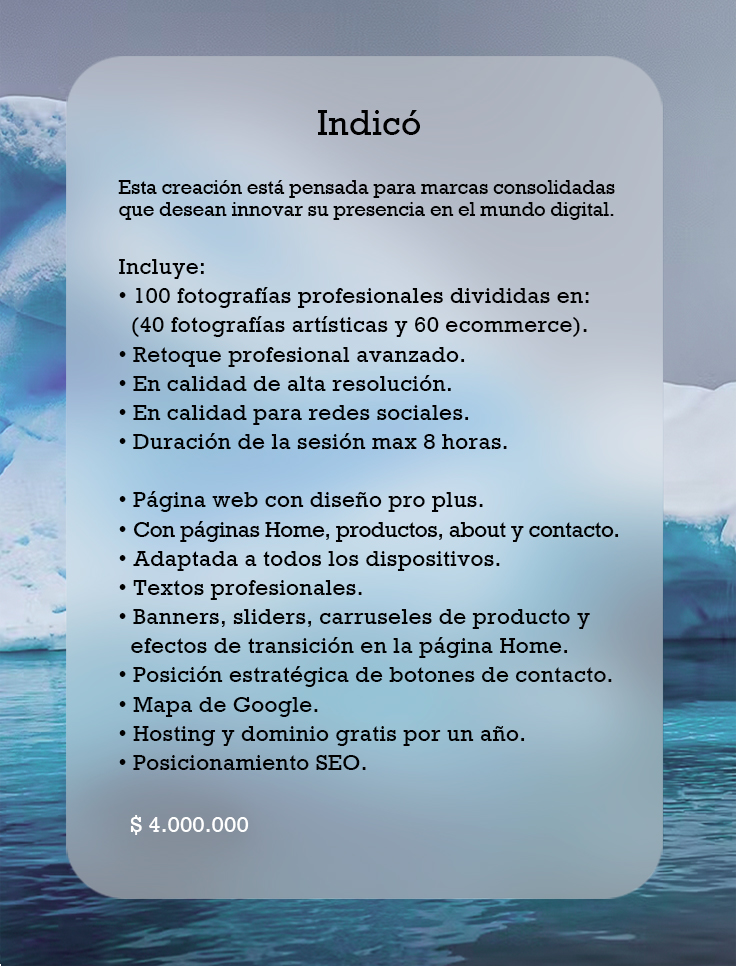 Indicó
Esta creación está pensada para marcas consolidadas
que desean innovar su presencia en el mundo digital.
Incluye:
• 100 fotografías profesionales divididas en:
(40 fotografías artísticas y 60 ecommerce).
• Retoque profesional avanzado.
• En calidad de alta resolución.
• En calidad para redes sociales.
• Duración de la sesión max 8 horas.
• Página web con diseño pro plus.
• Con páginas Home, productos, about y contacto.
• Adaptada a todos los dispositivos.
• Textos profesionales.
• Banners, sliders, carruseles de producto y
efectos de transición en la página Home.
• Posición estratégica de botones de contacto.
• Mapa de Google.
• Hosting y dominio gratis por un año.
• Posicionamiento SEO.
$ 4.000.000